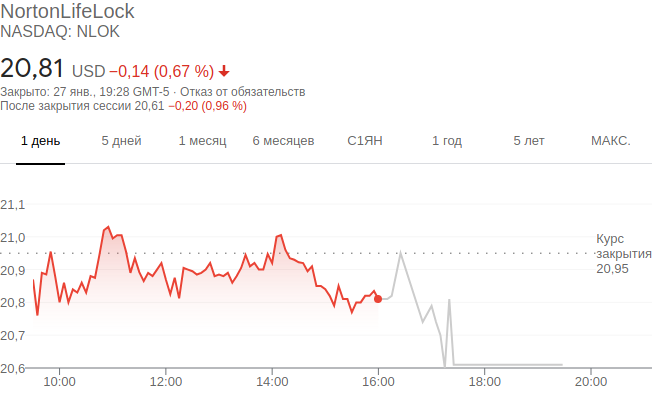 NortonLifeLock
NASDAQ: NLOK
20,81 USD −0,14 (0,67 %)
Закрыто: 27 янв., 19:28 GMT-5 · Отказ от обязательств
После закрытия сессии 20,61 −0,20 (0,96 %)
1 день 5 дней 1 месяц 6 месяцев С1ЯН 1 год 5 лет МАКС.
21,1
21,0
Курс
закрытия
20,95
20,9
20,8
20,7
20,6
10:00 12:00 14:00 16:00 18:00 20:00